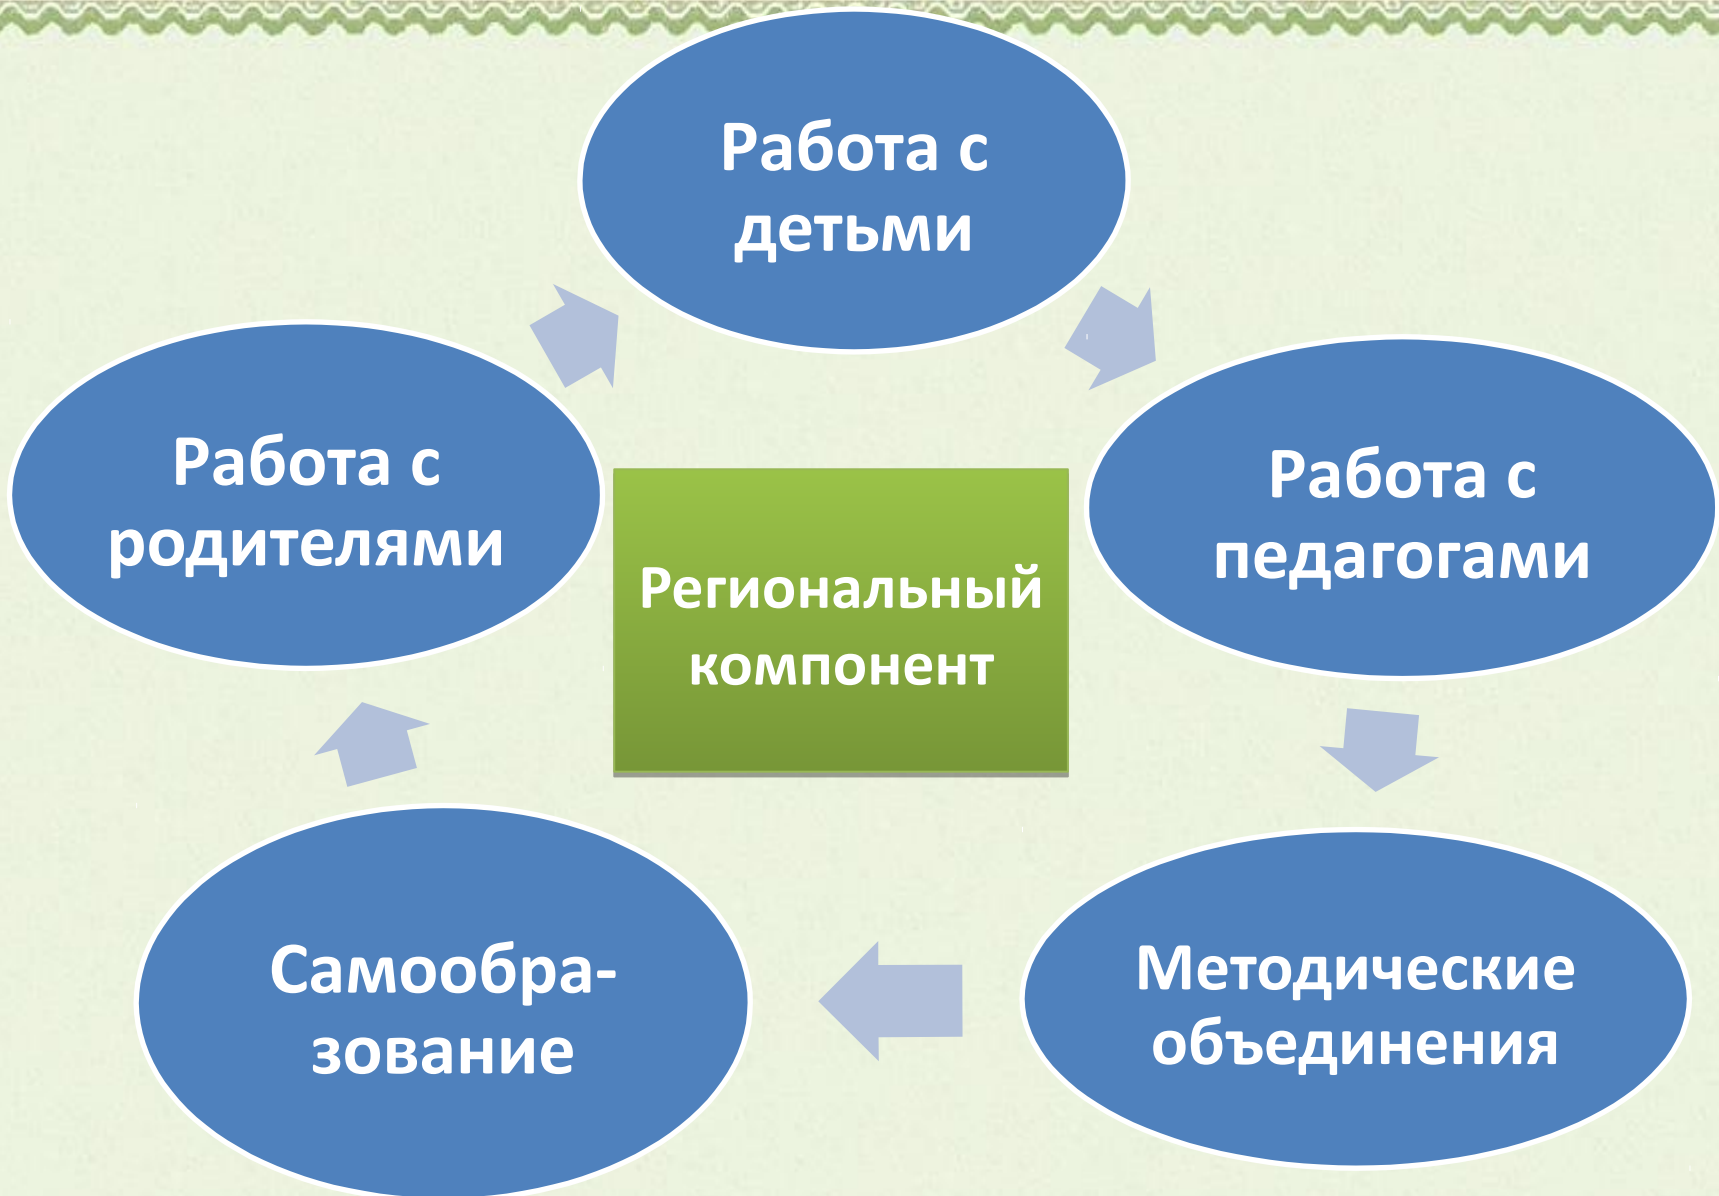 Работа с
детьми
Работа с
родителями
Региональный
компонент
Работа с
педагогами
Самообра-
зование
Методические
объединения